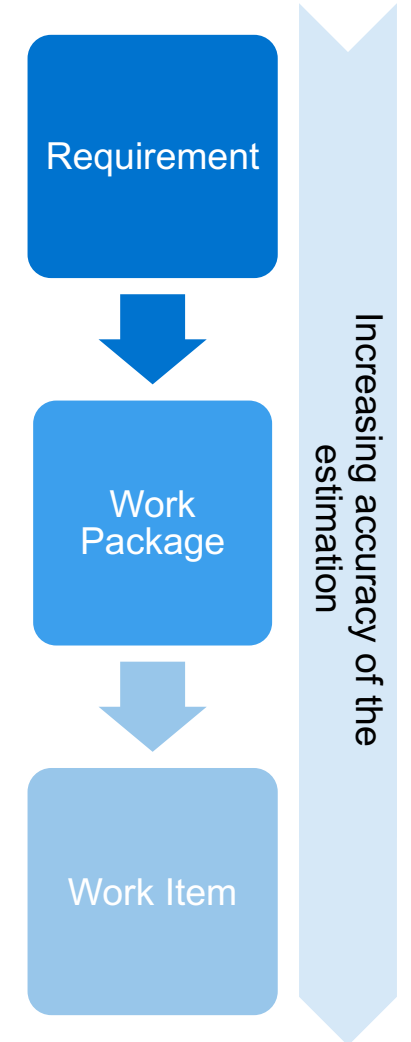 Requirement
Work
Package
Work Item
Increasing accuracy of the
estimation